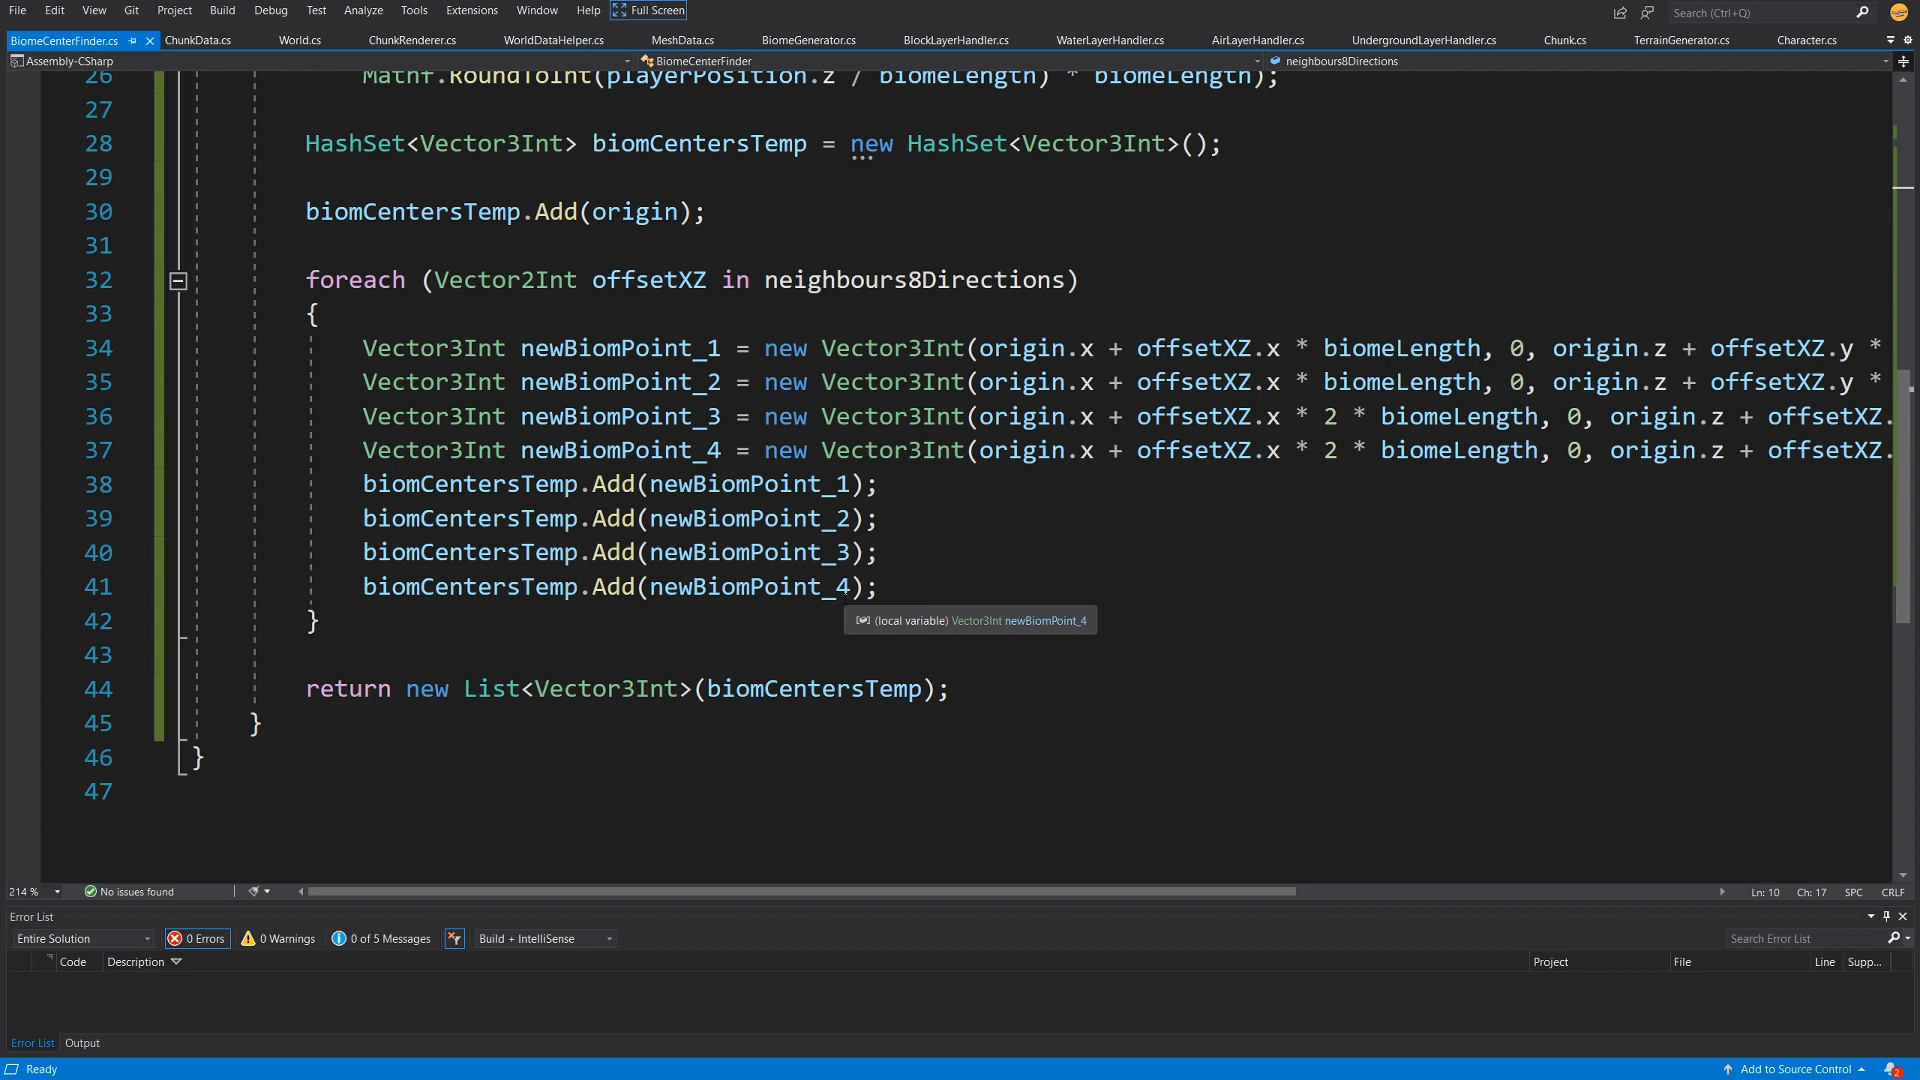 File Edit View Git Project Build Debug Test Analyze Tools Extensions Window Help Full Screen Search (Ctrl+Q)
BiomeCenterFinder.cs ChunkData.cs World.cs ChunkRenderer.cs WorldDataHelper.cs MeshData.cs BiomeGenerator.cs BlockLayerHandler.cs WaterLayerHandler.cs AirLayerHandler.cs UndergroundLayerHandler.cs Chunk.cs TerrainGenerator.cs Character.cs
Assembly-CSharp BiomeCenterFinder neighbours8Directions
26 Mathf.RoundToInt(playerPosition.z / biomeLength) * biomeLength);
27
28 HashSet<Vector3Int> biomCentersTemp = new HashSet<Vector3Int>();
29
30 biomCentersTemp.Add(origin);
31
32 foreach (Vector2Int offsetXZ in neighbours8Directions)
33 {
34 Vector3Int newBiomPoint_1 = new Vector3Int(origin.x + offsetXZ.x * biomeLength, 0, origin.z + offsetXZ.y *
35 Vector3Int newBiomPoint_2 = new Vector3Int(origin.x + offsetXZ.x * biomeLength, 0, origin.z + offsetXZ.y *
36 Vector3Int newBiomPoint_3 = new Vector3Int(origin.x + offsetXZ.x * 2 * biomeLength, 0, origin.z + offsetXZ.
37 Vector3Int newBiomPoint_4 = new Vector3Int(origin.x + offsetXZ.x * 2 * biomeLength, 0, origin.z + offsetXZ.
38 biomCentersTemp.Add(newBiomPoint_1);
39 biomCentersTemp.Add(newBiomPoint_2);
40 biomCentersTemp.Add(newBiomPoint_3);
41 biomCentersTemp.Add(newBiomPoint_4);
42 }
(local variable) Vector3Int newBiomPoint_4
43
44 return new List<Vector3Int>(biomCentersTemp);
45 }
46 }
47
214 % No issues found Ln: 10 Ch: 17 SPC CRLF
Error List
Entire Solution 0 Errors 0 Warnings 0 of 5 Messages Build + IntelliSense Search Error List
Code Description Project File Line Supp...
Error List Output
Ready Add to Source Control 2